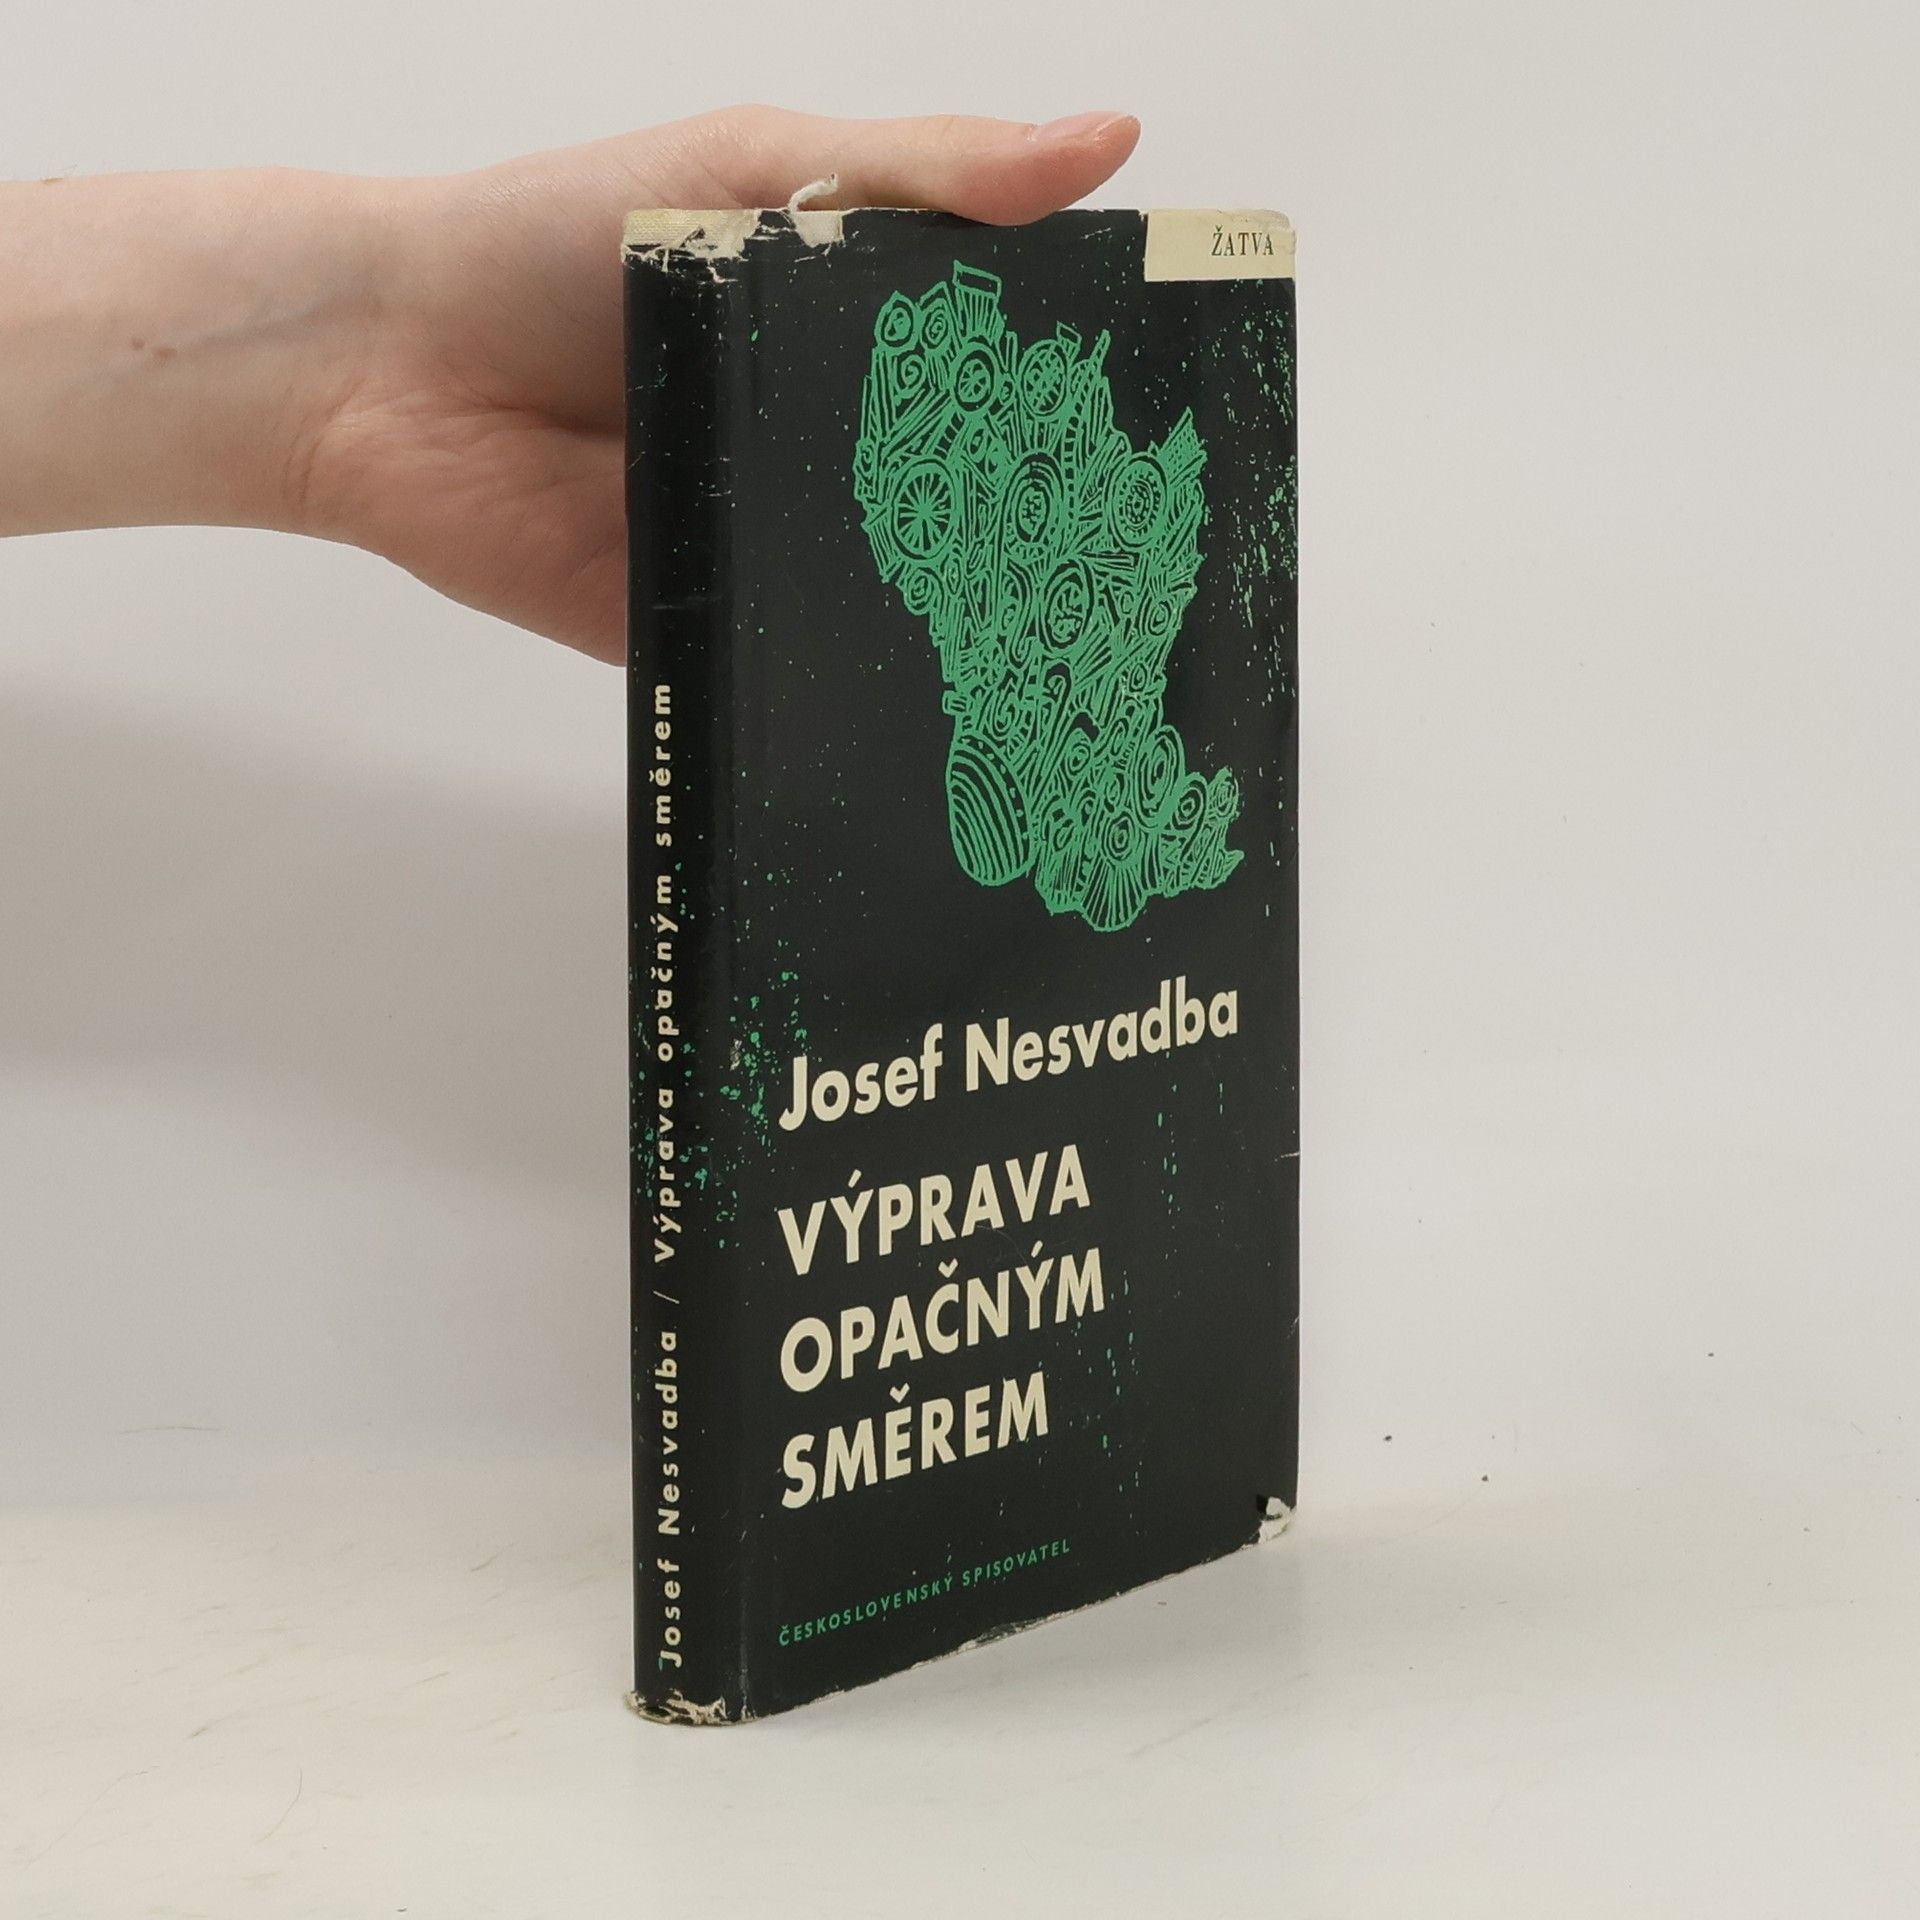 ŽATVA
Josef Nesvadba
VÝPRAVA
OPAČNÝM
SMĚREM
ČESKOSLOVENSKÝ SPISOVATEL
Josef Nesvadba / Výprava opačným směrem